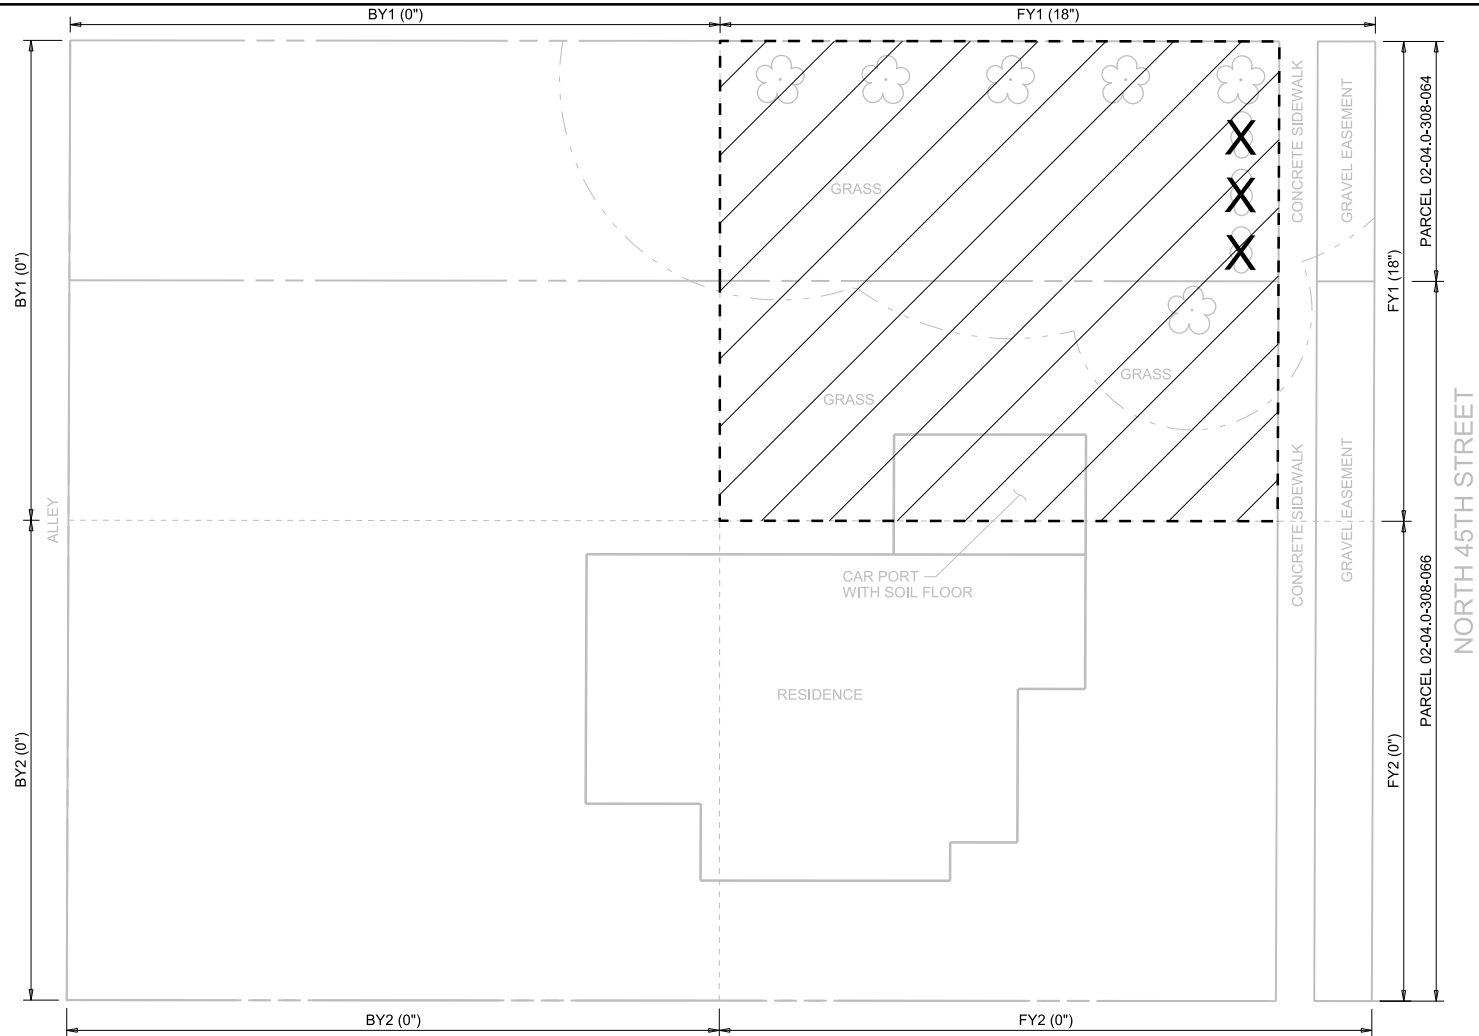 BY1 (0")
FY1 (18")
CONCRETE SIDEWALK
GRAVEL EASEMENT
PARCEL 02-04.0-308-064
GRASS
X
X
X
BY1 (0")
FY1 (18")
GRASS
GRASS
ALLEY
CONCRETE SIDEWALK
GRAVEL EASEMENT
NORTH 45TH STREET
CAR PORT
WITH SOIL FLOOR
PARCEL 02-04.0-308-066
RESIDENCE
BY2 (0")
FY2 (0")
BY2 (0")
FY2 (0")